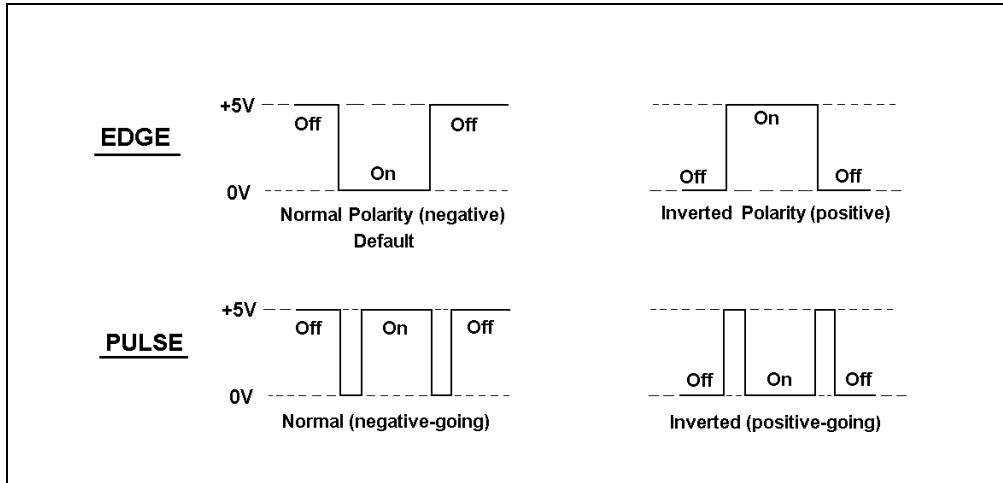 EDGE
+5V
Off
On
Off
0V
Normal Polarity (negative)
Default
On
Off
Off
Inverted Polarity (positive)
PULSE
+5V
Off
On
Off
0V
Normal (negative-going)
Off
On
Off
Inverted (positive-going)